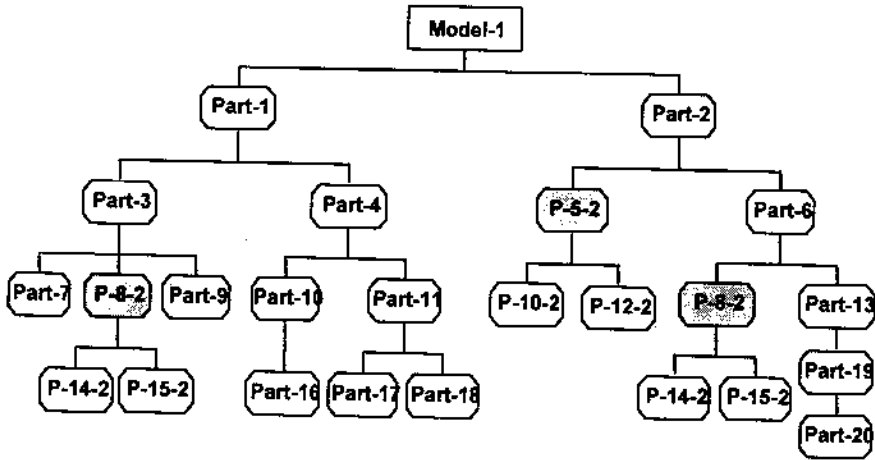 Model-1
Part-1
Part-2
Part-3
Part-4
P-5-2
Part-6
Part-7
P-8-2
Part-9
Part-10
Part-11
P-10-2
P-12-2
P-8-2
Part-13
P-14-2
P-15-2
Part-16
Part-17
Part-18
P-14-2
P-15-2
Part-19
Part-20